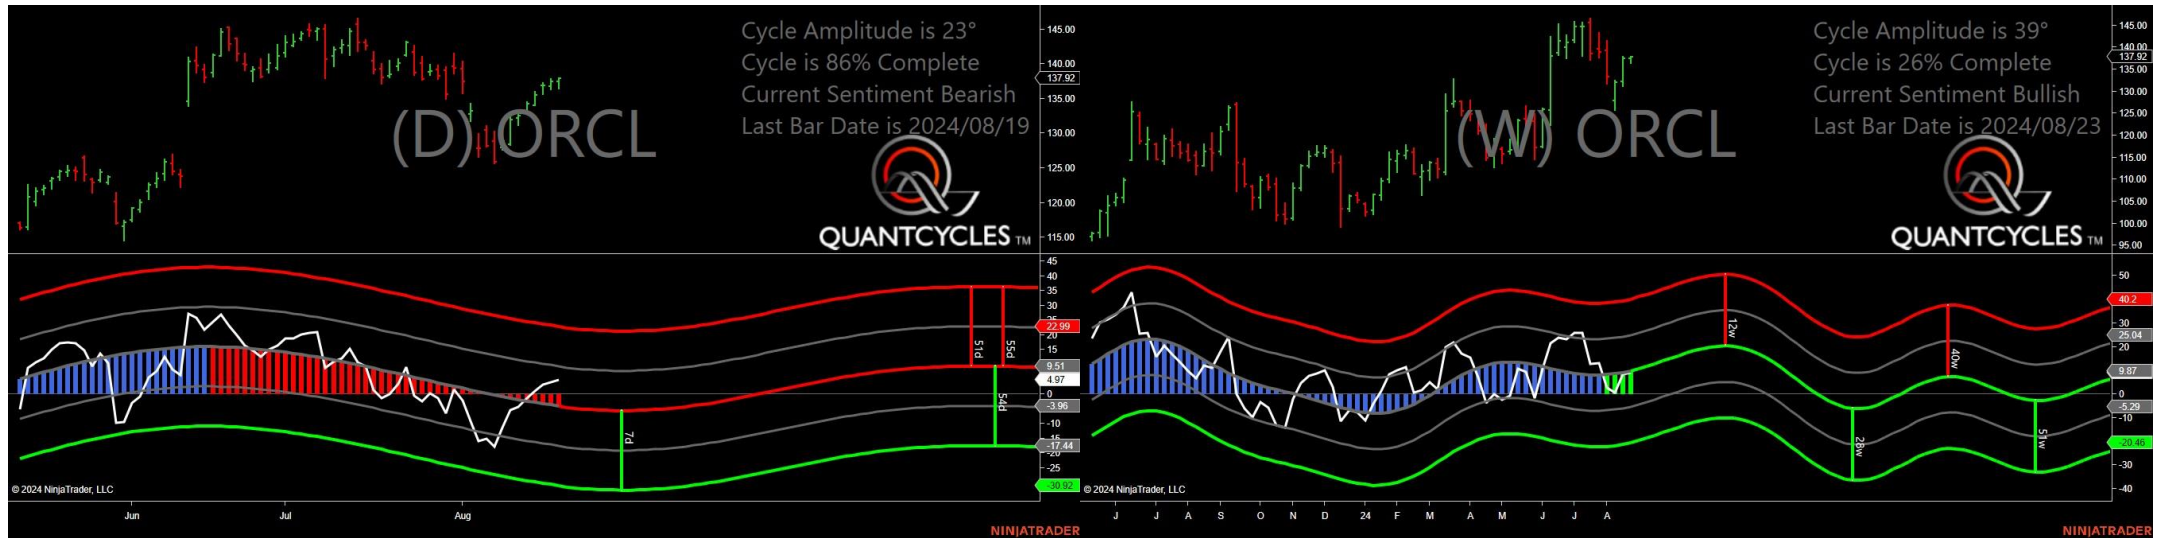 Cycle Amplitude is 23°
Cycle is 86% Complete
Current Sentiment Bearish
Last Bar Date is 2024/08/19
(D) ORCL
QUANTCYCLES TM
145.00
140.00
137.92
135.00
130.00
125.00
120.00
115.00
45
40
35
30
25
22.99
20
15
9.51
4.97
0
-3.96
-10
-15
-17.44
-25
-30.92
51d
55d
54d
7d
© 2024 NinjaTrader, LLC
Jun Jul Aug
NINJATRADER
Cycle Amplitude is 39°
Cycle is 26% Complete
Current Sentiment Bullish
Last Bar Date is 2024/08/23
(W) ORCL
QUANTCYCLES TM
145.00
140.00
137.92
135.00
130.00
125.00
120.00
115.00
110.00
105.00
100.00
95.00
50
40.2
30
25.04
20
9.87
0
-5.29
-10
-20.46
-30
-40
12w
40w
28w
51w
© 2024 NinjaTrader, LLC
J J A S O N D 24 F M A M J J A
NINJATRADER